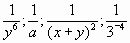 1/y^6; 1/a; 1/(x + y)^2; 1/3^-4